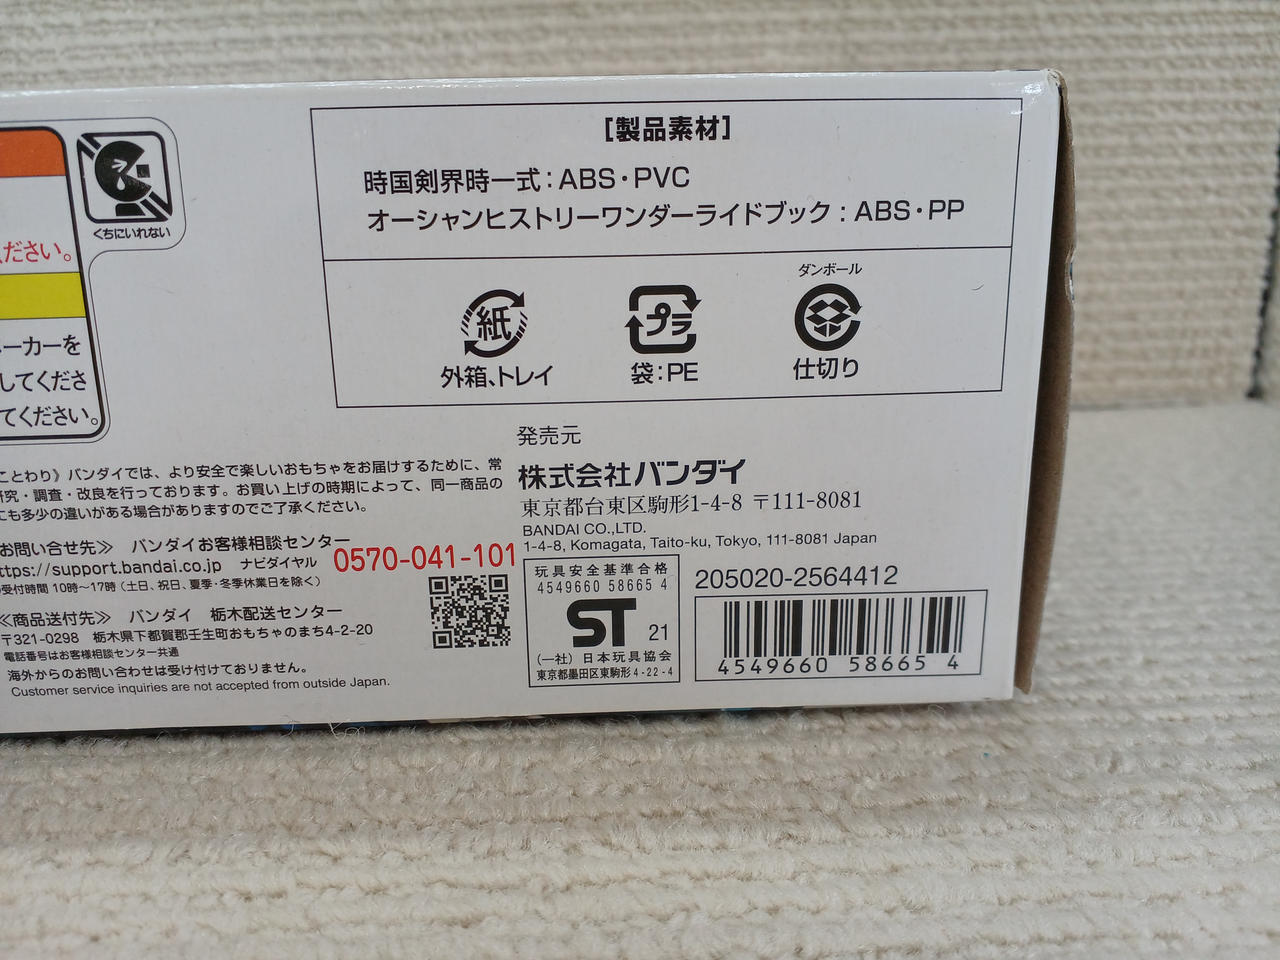 くちにいれない
ください。
ーカーを
してくださ
てください。
[製品素材]
時国剣界時一式：ABS・PVC
オーシャンヒストリーワンダーライドブック：ABS・PP
紙
外箱、トレイ
プラ
袋：PE
ダンボール
仕切り
ことわり》バンダイでは、より安全で楽しいおもちゃをお届けするために、常
研究・調査・改良を行っております。お買い上げの時期によって、同一商品の
にも多少の違いがある場合がありますのでご了承ください。
お問い合せ先≫ バンダイお客様相談センター
ttps://support.bandai.co.jp ナビダイヤル 0570-041-101
受付時間 10時〜17時（土日、祝日、夏季・冬季休業日を除く）
≪商品送付先≫ バンダイ 栃木配送センター
〒321-0298 栃木県下都賀郡壬生町おもちゃのまち4-2-20
電話番号はお客様相談センター共通
海外からのお問い合わせは受け付けておりません。
Customer service inquiries are not accepted from outside Japan.
発売元
株式会社バンダイ
東京都台東区駒形1-4-8 〒111-8081
BANDAI CO.,LTD.
1-4-8, Komagata, Taito-ku, Tokyo, 111-8081 Japan
玩具安全基準合格
4549660 58665 4
ST 21
(一社) 日本玩具協会
東京都墨田区東駒形4-22-4
205020-2564412
4549660 58665 4